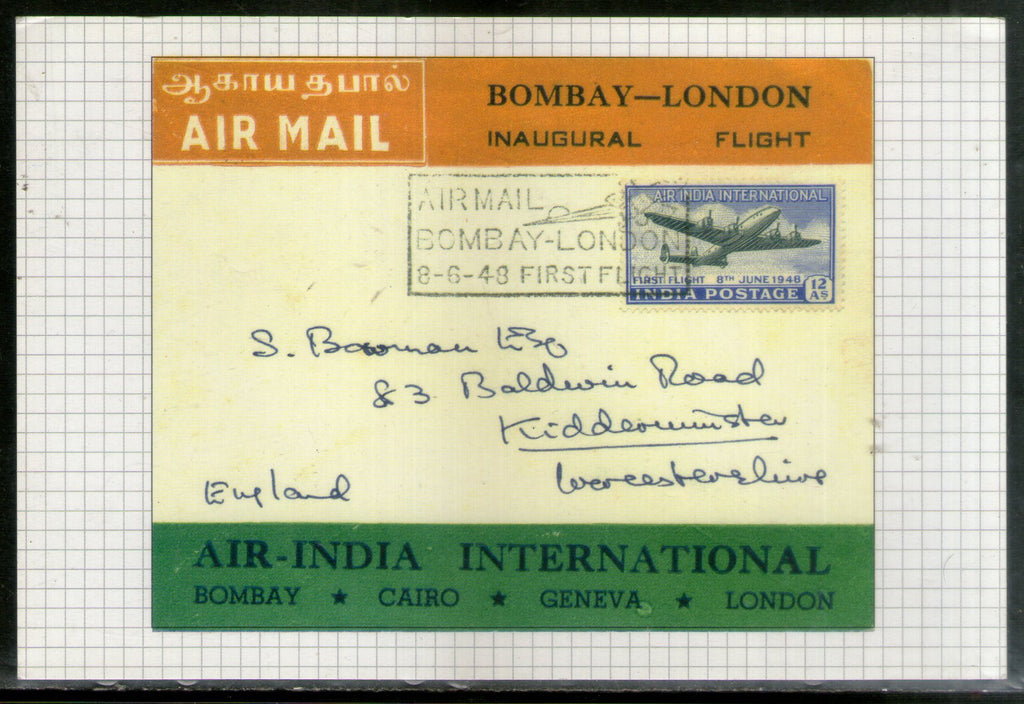 ஆகாய தபால்
AIR MAIL
BOMBAY—LONDON
INAUGURAL FLIGHT
AIR MAIL
BOMBAY-LONDON
8-6-48 FIRST FLIGHT
AIR INDIA INTERNATIONAL
FIRST FLIGHT 8TH JUNE 1948
INDIA POSTAGE 12 AS
S. Bowman Esq
83 Baldwin Road
Kidderminster
Worcestershire
England
AIR-INDIA INTERNATIONAL
BOMBAY ★ CAIRO ★ GENEVA ★ LONDON